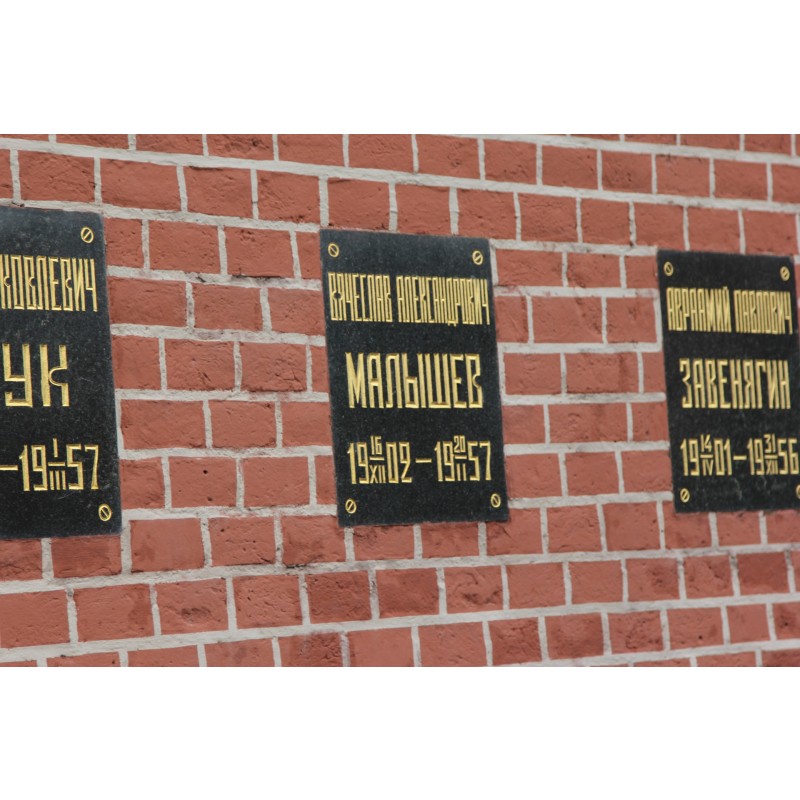 КОВЛЕВИЧ
УК
–19 1/III 57
ВЯЧЕСЛАВ АЛЕКСАНДРОВИЧ
МАЛЫШЕВ
19 16/XII 02 – 19 20/II 57
АВРААМИЙ ПАВЛОВИЧ
ЗАВЕНЯГИН
19 14/IV 01 – 19 31/XII 56